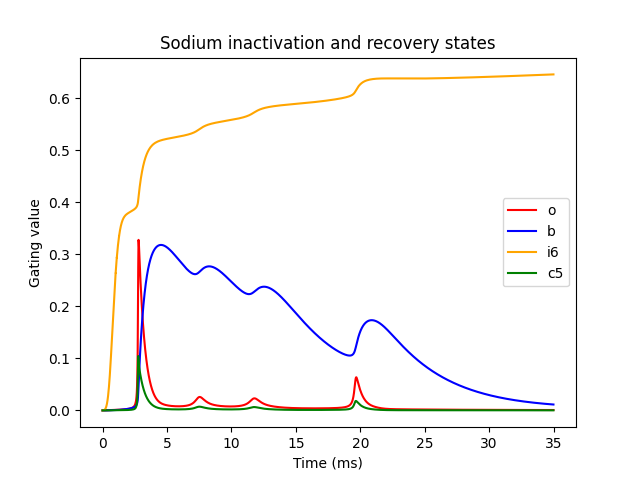 Sodium inactivation and recovery states
Gating value
0.6
0.5
0.4
0.3
0.2
0.1
0.0
o
b
i6
c5
0 5 10 15 20 25 30 35
Time (ms)